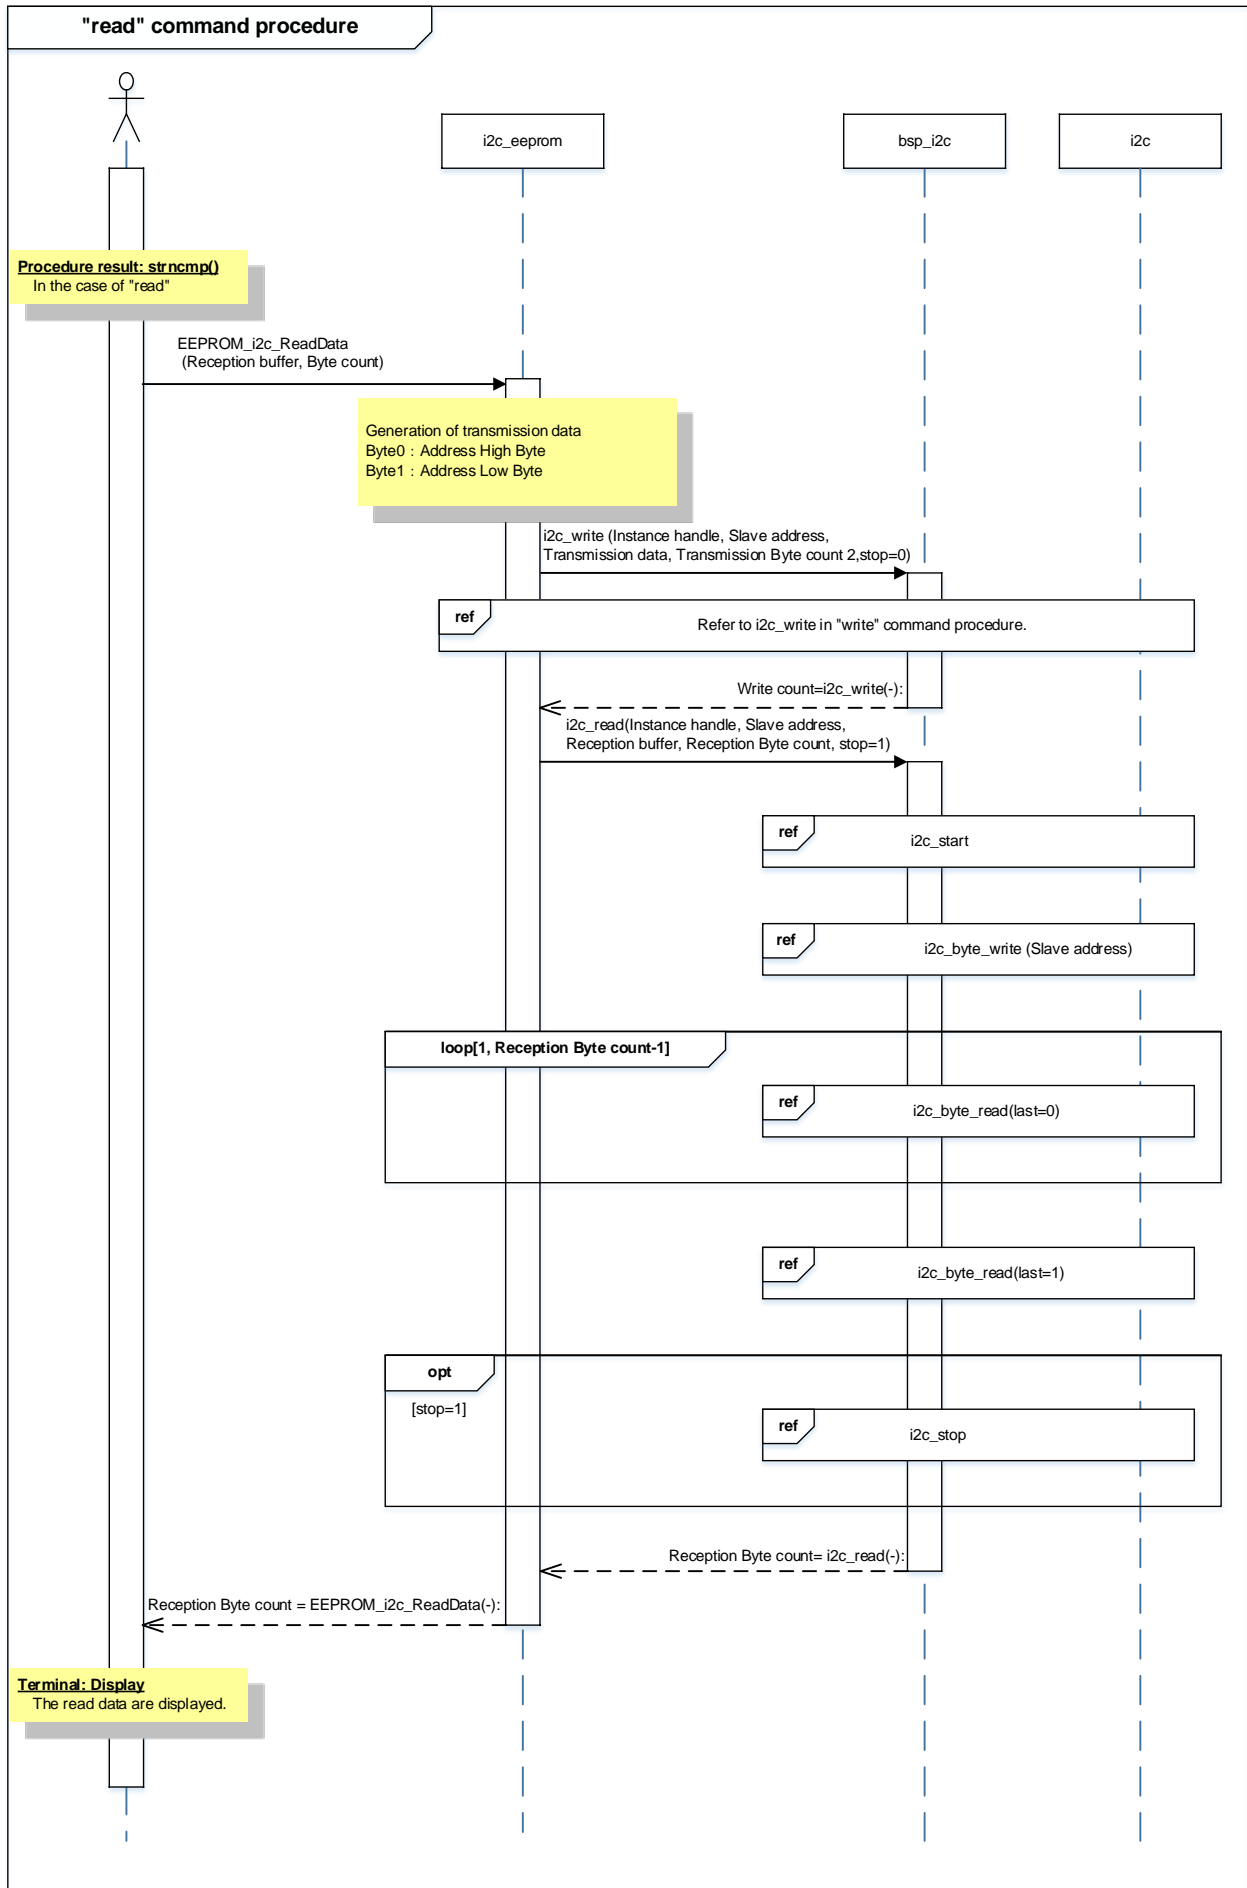 "read" command procedure
i2c_eeprom
bsp_i2c
i2c
Procedure result: strncmp()
In the case of "read"
EEPROM_i2c_ReadData
(Reception buffer, Byte count)
Generation of transmission data
Byte0 : Address High Byte
Byte1 : Address Low Byte
i2c_write (Instance handle, Slave address,
Transmission data, Transmission Byte count 2,stop=0)
ref
Refer to i2c_write in "write" command procedure.
Write count=i2c_write(-):
i2c_read(Instance handle, Slave address,
Reception buffer, Reception Byte count, stop=1)
ref
i2c_start
ref
i2c_byte_write (Slave address)
loop[1, Reception Byte count-1]
ref
i2c_byte_read(last=0)
ref
i2c_byte_read(last=1)
opt
[stop=1]
ref
i2c_stop
Reception Byte count= i2c_read(-):
Reception Byte count = EEPROM_i2c_ReadData(-):
Terminal: Display
The read data are displayed.